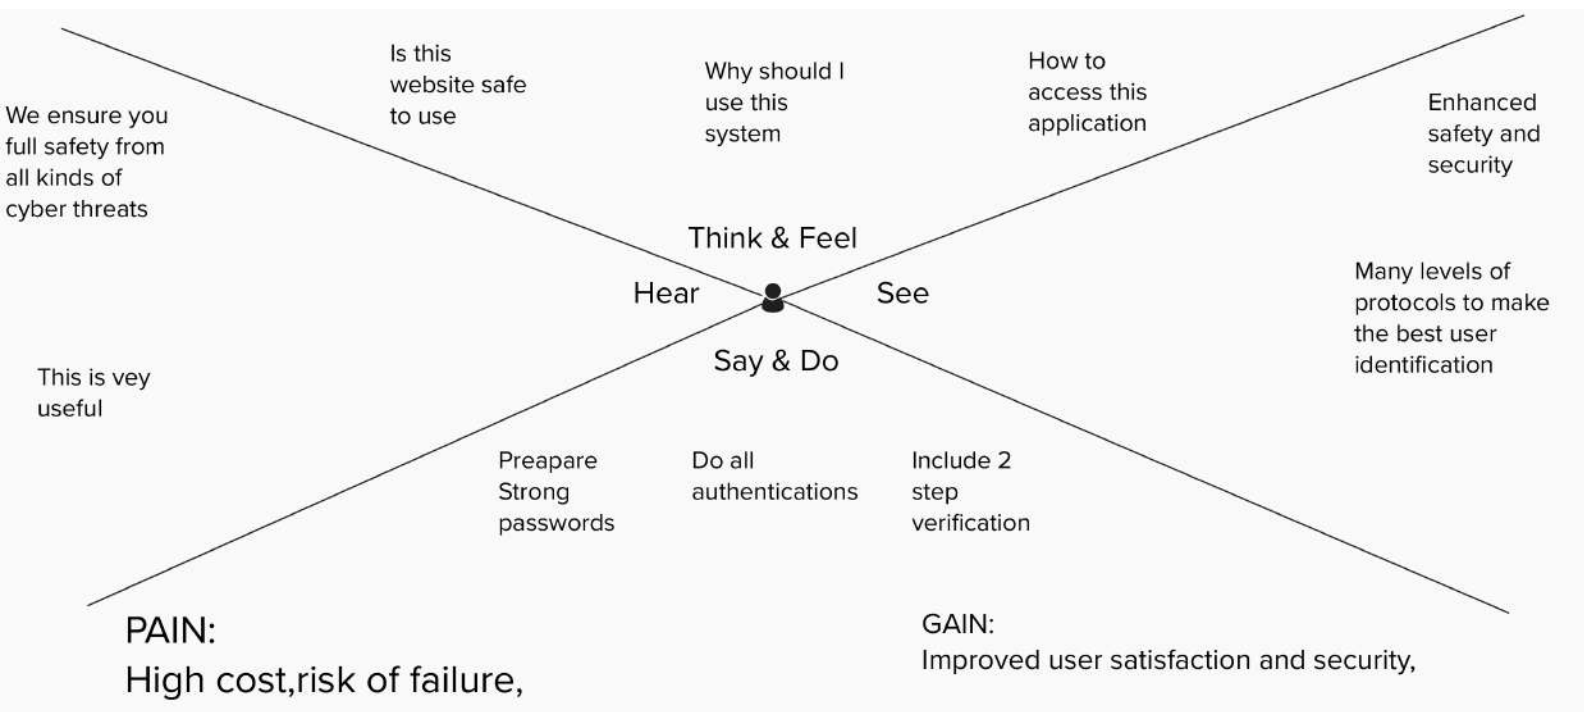 Is this
website safe
to use
Why should I
use this
system
How to
access this
application
We ensure you
full safety from
all kinds of
cyber threats
Enhanced
safety and
security
Think & Feel
Hear
See
Say & Do
Many levels of
protocols to make
the best user
identification
This is vey
useful
Preapare
Strong
passwords
Do all
authentications
Include 2
step
verification
PAIN:
High cost,risk of failure,
GAIN:
Improved user satisfaction and security,